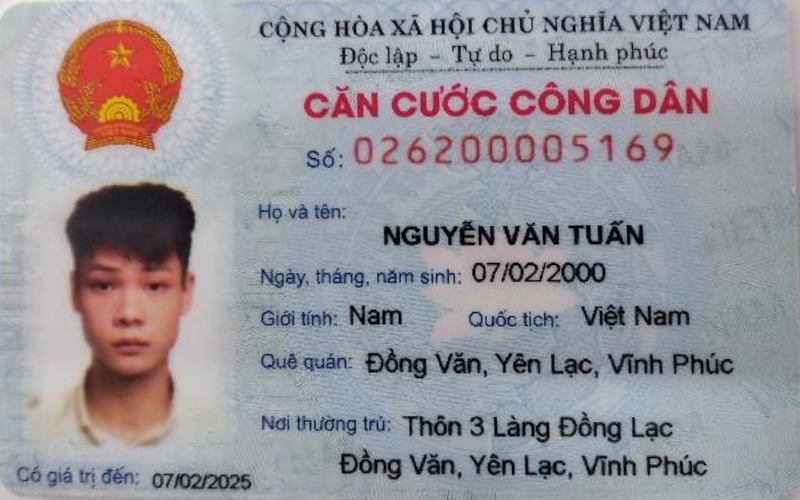 CỘNG HÒA XÃ HỘI CHỦ NGHĨA VIỆT NAM
Độc lập - Tự do - Hạnh phúc
CĂN CƯỚC CÔNG DÂN
Số: 026200005169
Họ và tên:
NGUYỄN VĂN TUẤN
Ngày, tháng, năm sinh: 07/02/2000
Giới tính: Nam Quốc tịch: Việt Nam
Quê quán: Đồng Văn, Yên Lạc, Vĩnh Phúc
Nơi thường trú: Thôn 3 Làng Đồng Lạc
Đồng Văn, Yên Lạc, Vĩnh Phúc
Có giá trị đến: 07/02/2025